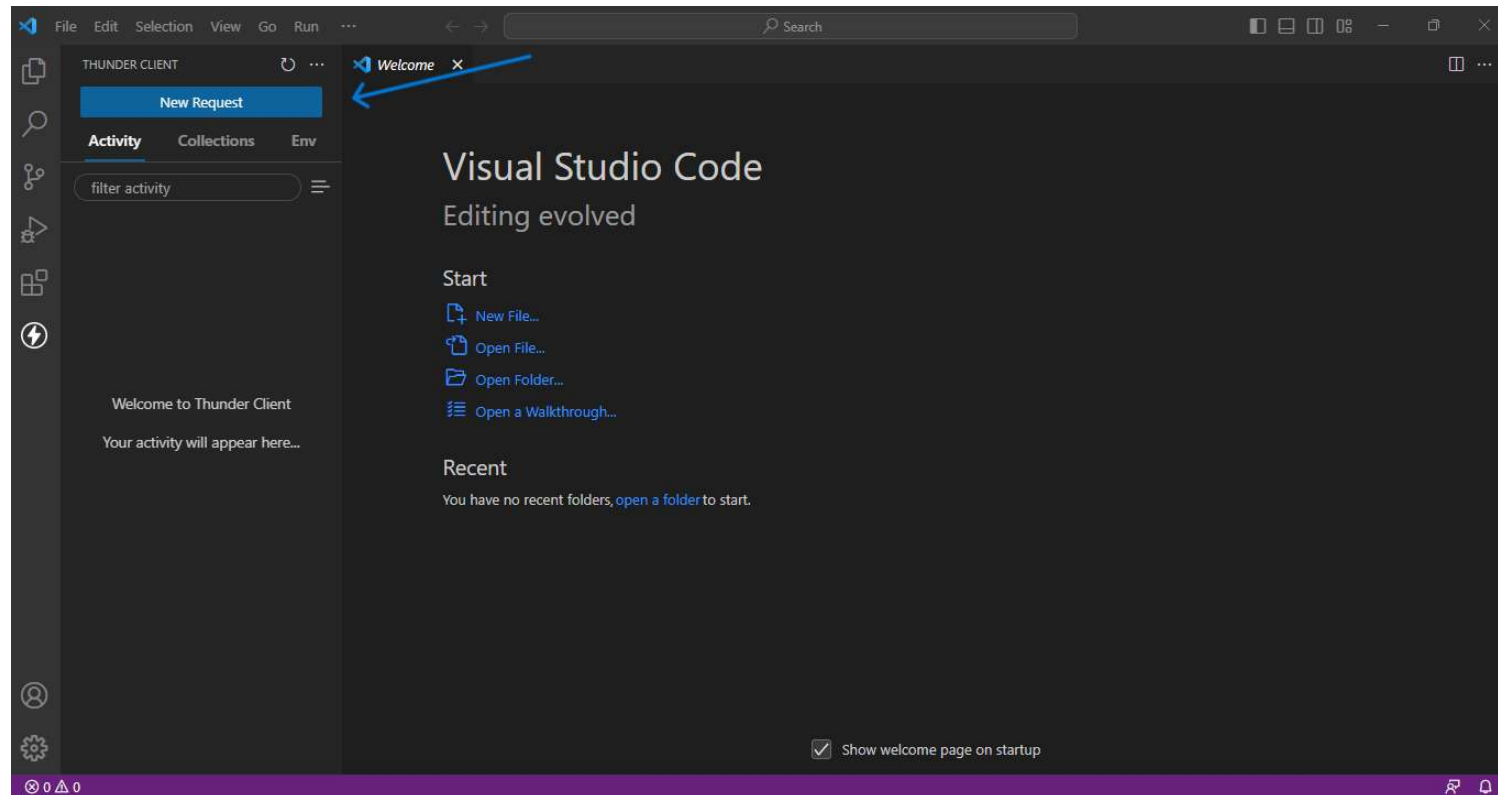 File Edit Selection View Go Run ···
Search
THUNDER CLIENT
Welcome
New Request
Activity Collections Env
filter activity
Welcome to Thunder Client
Your activity will appear here...
Visual Studio Code
Editing evolved
Start
New File...
Open File...
Open Folder...
Open a Walkthrough...
Recent
You have no recent folders, open a folder to start.
Show welcome page on startup
0 0